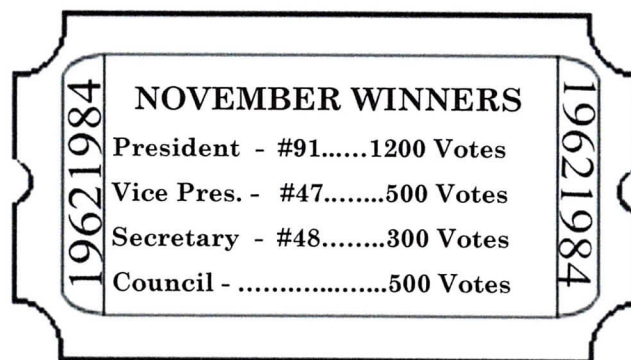 19621984
NOVEMBER WINNERS
President - #91......1200 Votes
Vice Pres. - #47........500 Votes
Secretary - #48........300 Votes
Council - ...................500 Votes
19621984